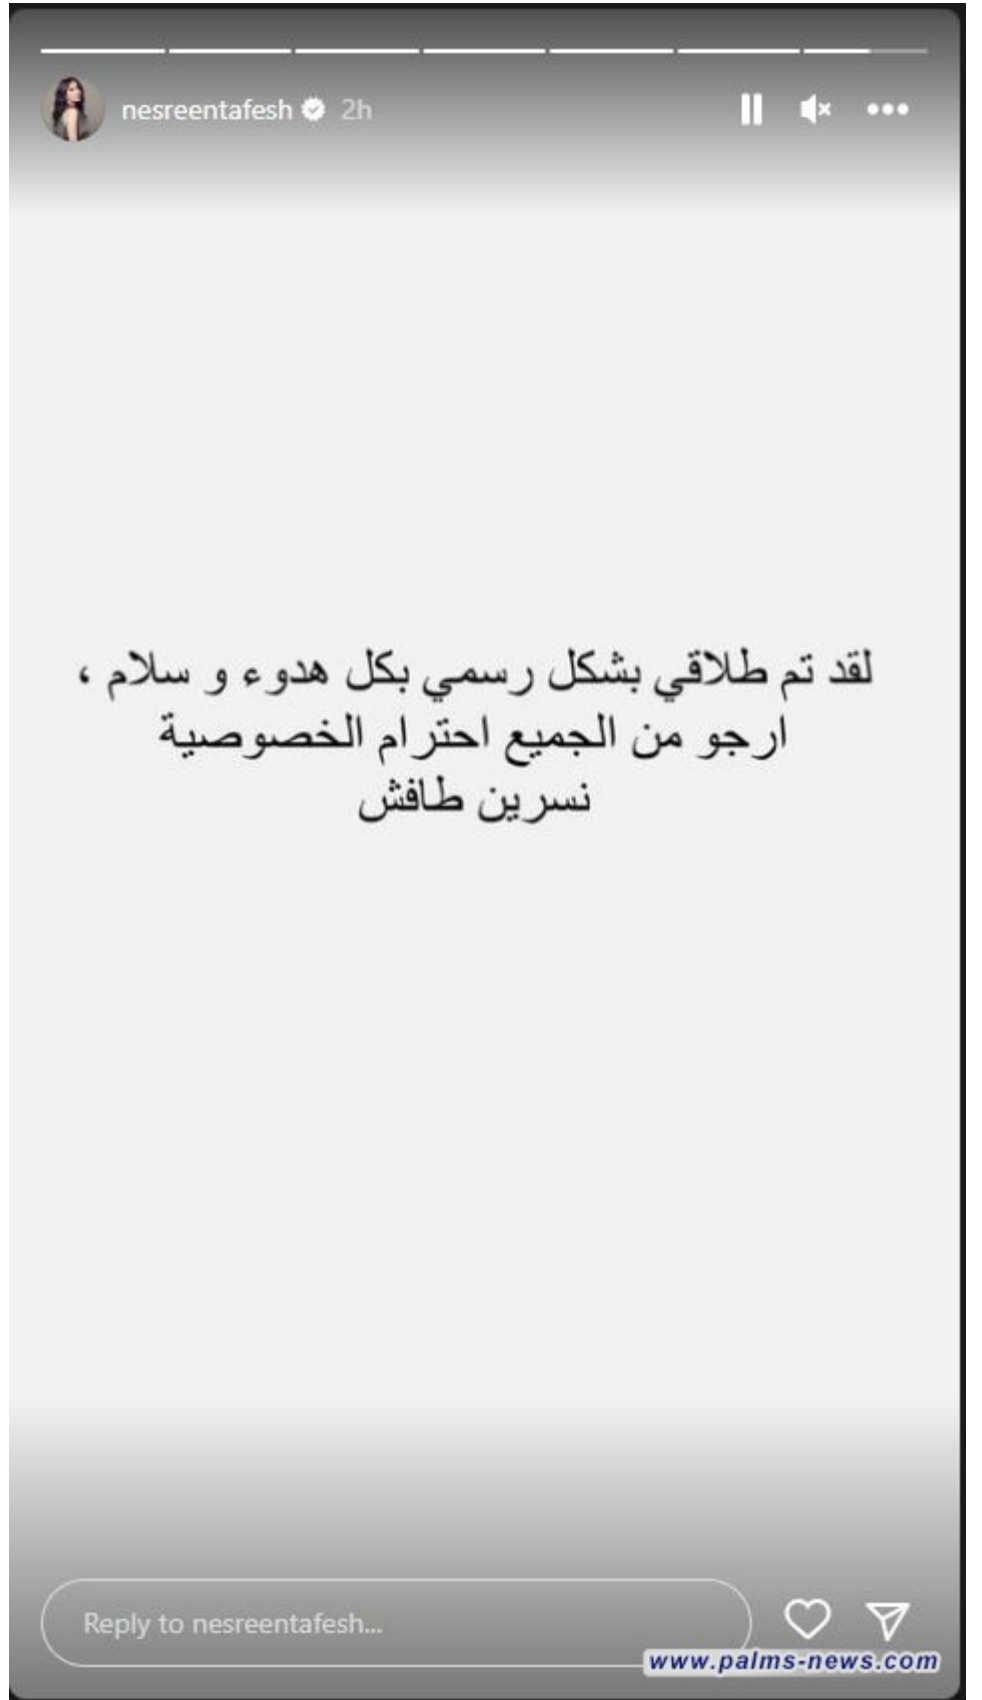 nesreentafesh 2h
لقد تم طلاقي بشكل رسمي بكل هدوء و سلام ،
ارجو من الجميع احترام الخصوصية
نسرين طافش
Reply to nesreentafesh...
www.palms-news.com